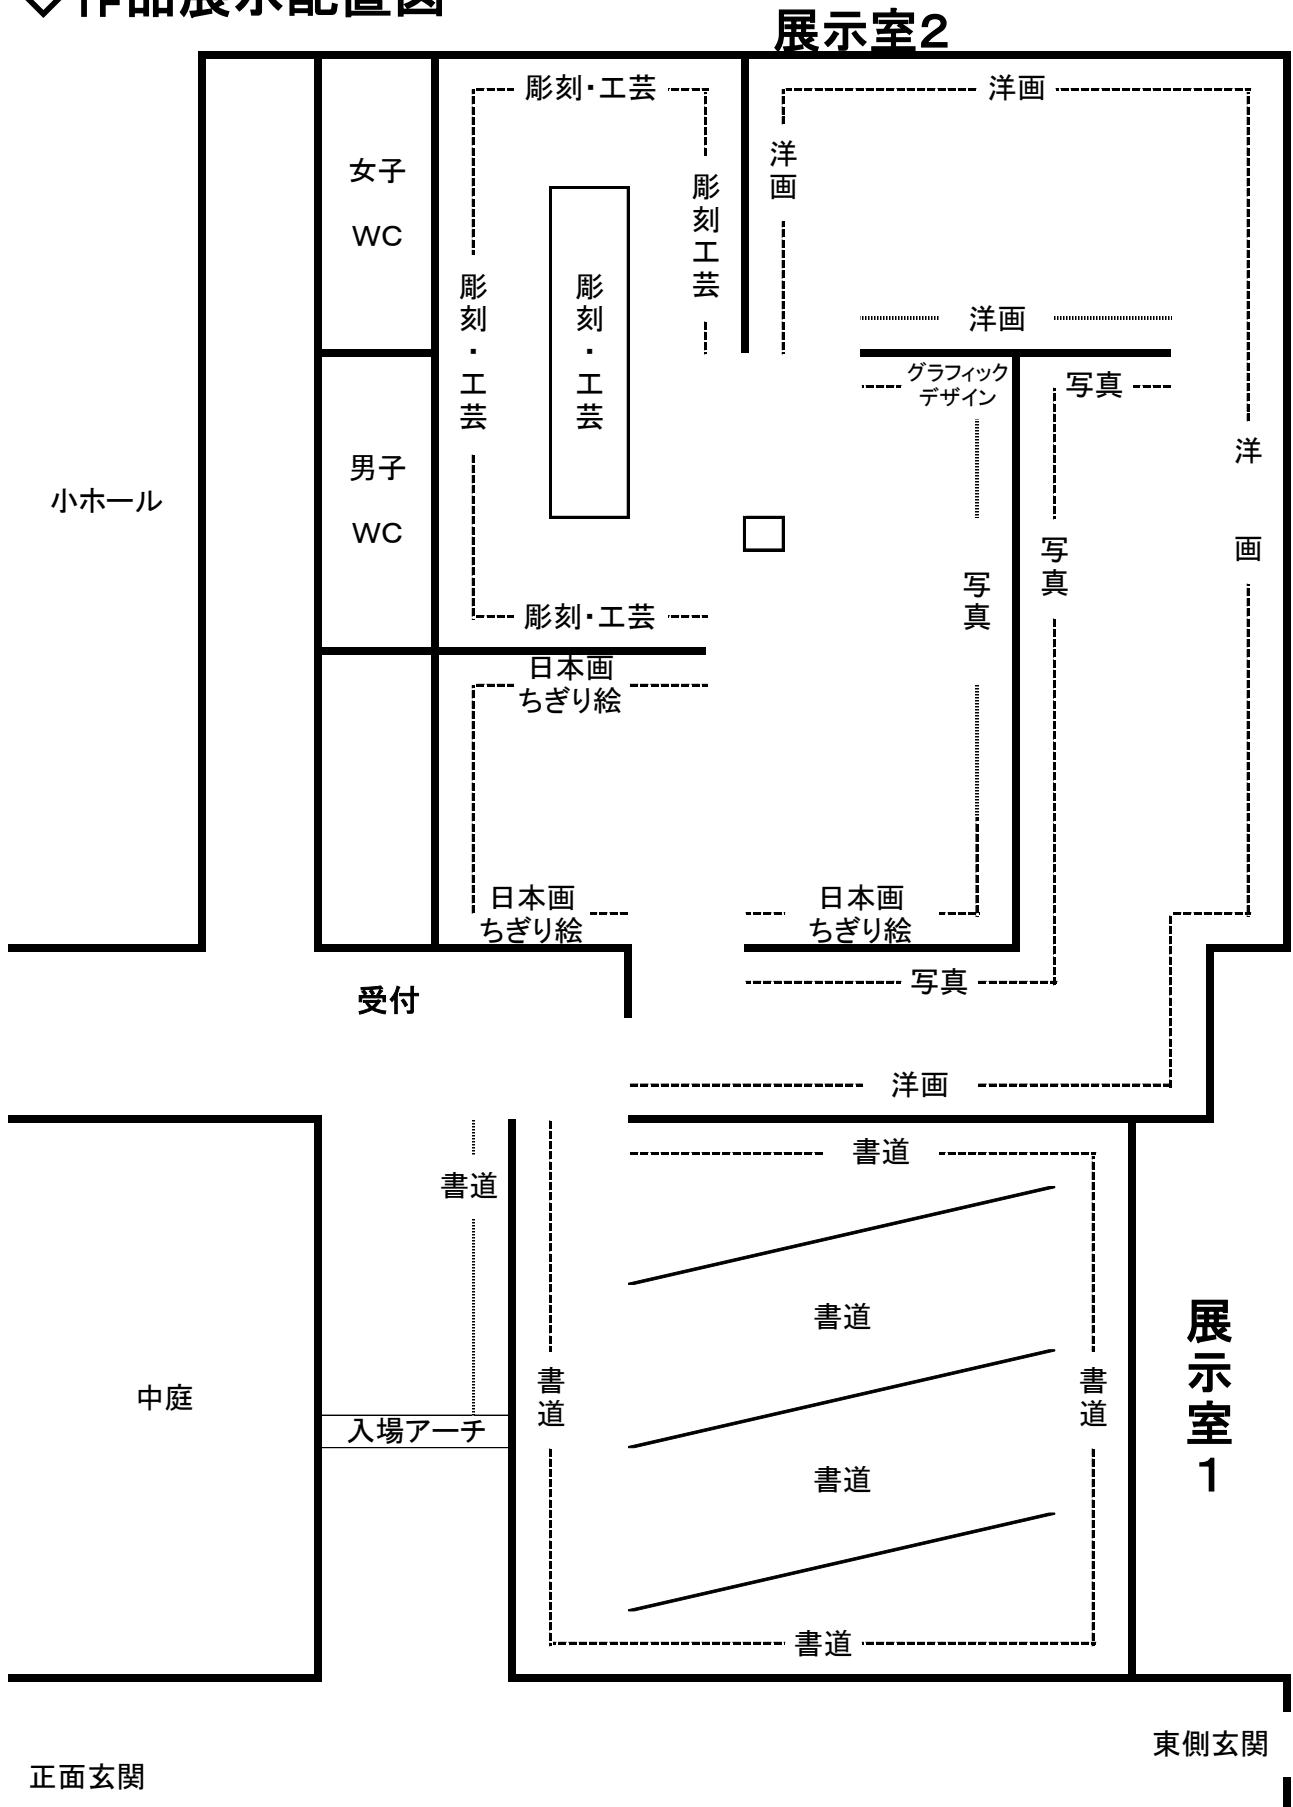 ◇作品展示配置図
展示室2
彫刻・工芸
洋画
洋画
女子
WC
彫刻工芸
彫刻・工芸
彫刻・工芸
洋画
グラフィック
デザイン
写真
洋画
男子
WC
小ホール
写真
写真
彫刻・工芸
日本画
ちぎり絵
日本画
ちぎり絵
日本画
ちぎり絵
写真
受付
洋画
書道
書道
書道
展示室1
書道
書道
中庭
入場アーチ
書道
書道
東側玄関
正面玄関